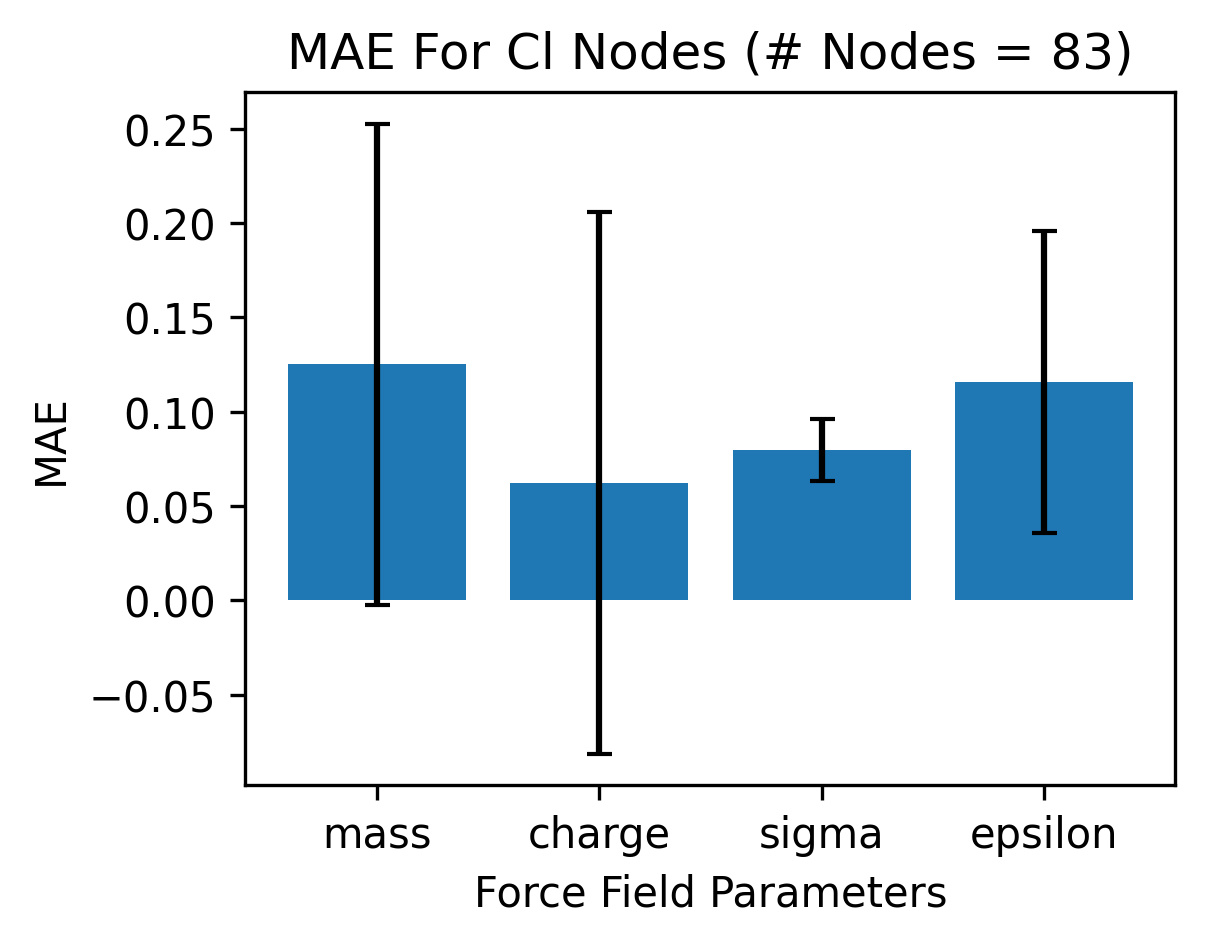 MAE For Cl Nodes (# Nodes = 83)
0.25
0.20
0.15
0.10
0.05
0.00
−0.05
MAE
mass charge sigma epsilon
Force Field Parameters